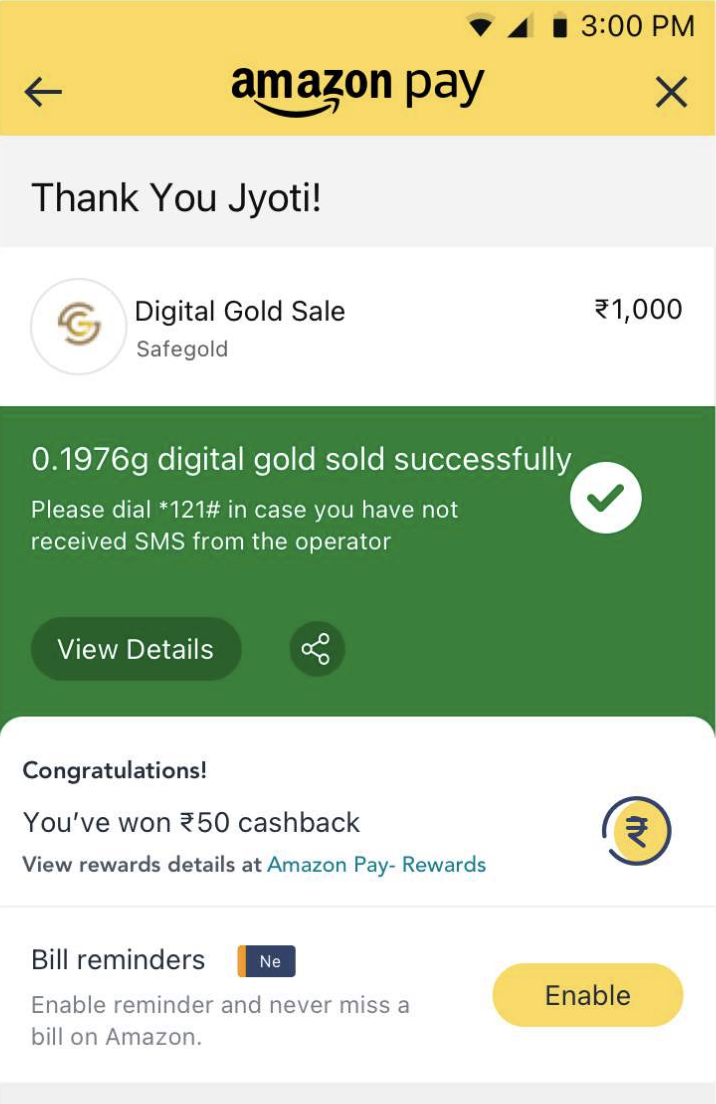 3:00 PM
amazon pay
Thank You Jyoti!
Digital Gold Sale
₹1,000
Safegold
0.1976g digital gold sold successfully
Please dial *121# in case you have not
received SMS from the operator
View Details
Congratulations!
You’ve won ₹50 cashback
View rewards details at Amazon Pay- Rewards
Bill reminders
Ne
Enable reminder and never miss a
bill on Amazon.
Enable